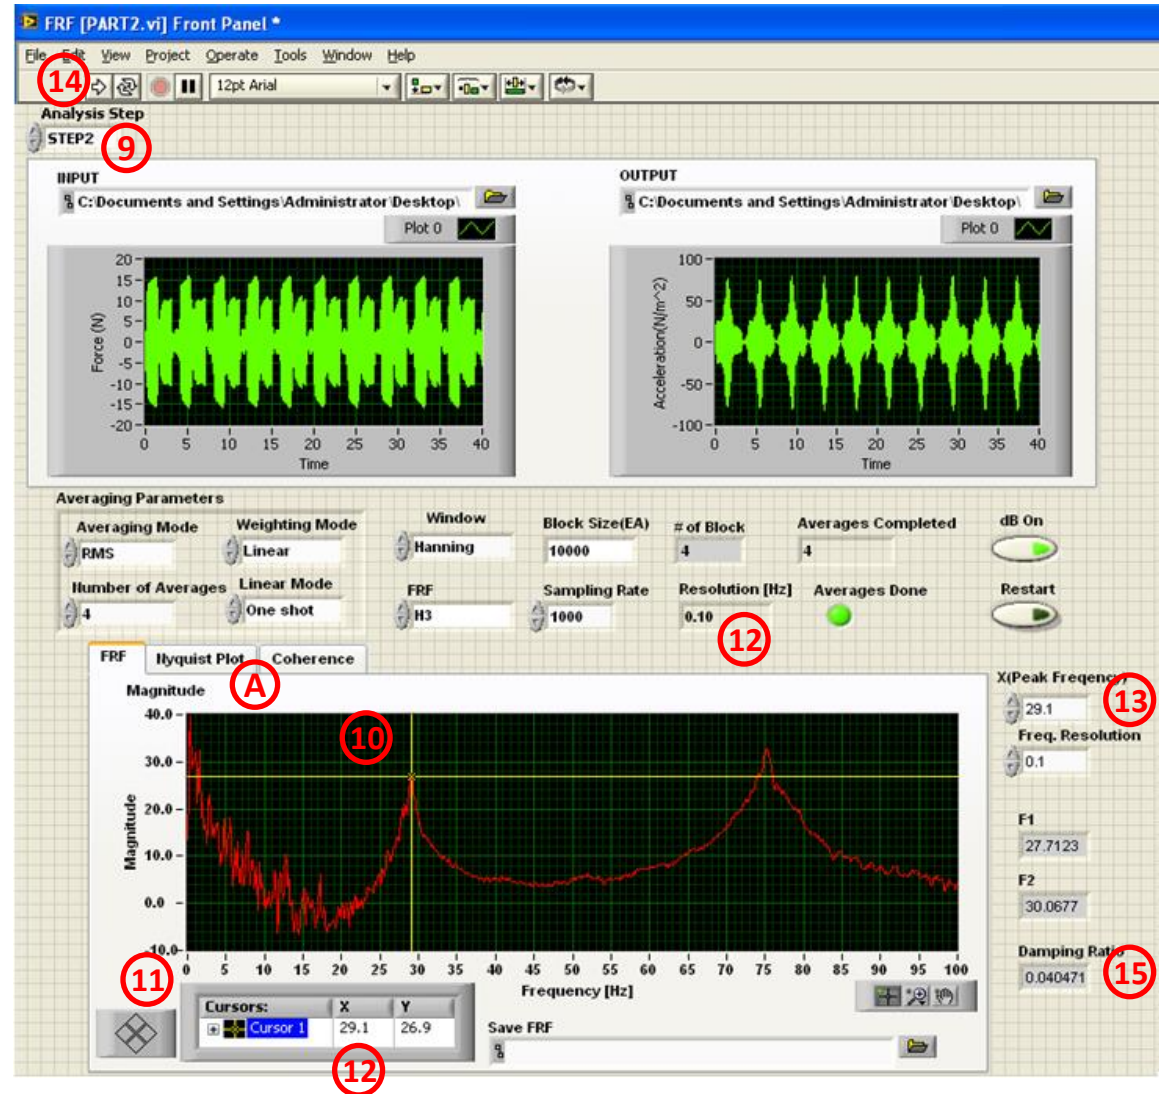 FRF [PART2.vi] Front Panel *
File Edit View Project Operate Tools Window Help
14 12pt Arial
Analysis Step
STEP2 9
INPUT OUTPUT
C:\Documents and Settings\Administrator\Desktop\ C:\Documents and Settings\Administrator\Desktop\
Plot 0 Plot 0
20 15 10 5 0 -5 -10 -15 -20
Force (N)
0 5 10 15 20 25 30 35 40
Time
100 50 0 -50 -100
Acceleration(N/m^2)
0 5 10 15 20 25 30 35 40
Time
Averaging Parameters
Averaging Mode Weighting Mode Window Block Size(EA) # of Block Averages Completed dB On
RMS Linear Hanning 10000 4 4
Number of Averages Linear Mode FRF Sampling Rate Resolution [Hz] Averages Done Restart
4 One shot H3 1000 0.10
12
FRF Nyquist Plot Coherence
A
Magnitude
10
40.0 30.0 20.0 10.0 0.0 -10.0
Magnitude
0 5 10 15 20 25 30 35 40 45 50 55 60 65 70 75 80 85 90 95 100
Frequency [Hz]
11
Cursors: X Y
Cursor 1 29.1 26.9
12
Save FRF
X(Peak Freqency)
29.1 13
Freq. Resolution
0.1
F1
27.7123
F2
30.0677
Damping Ratio
0.040471 15